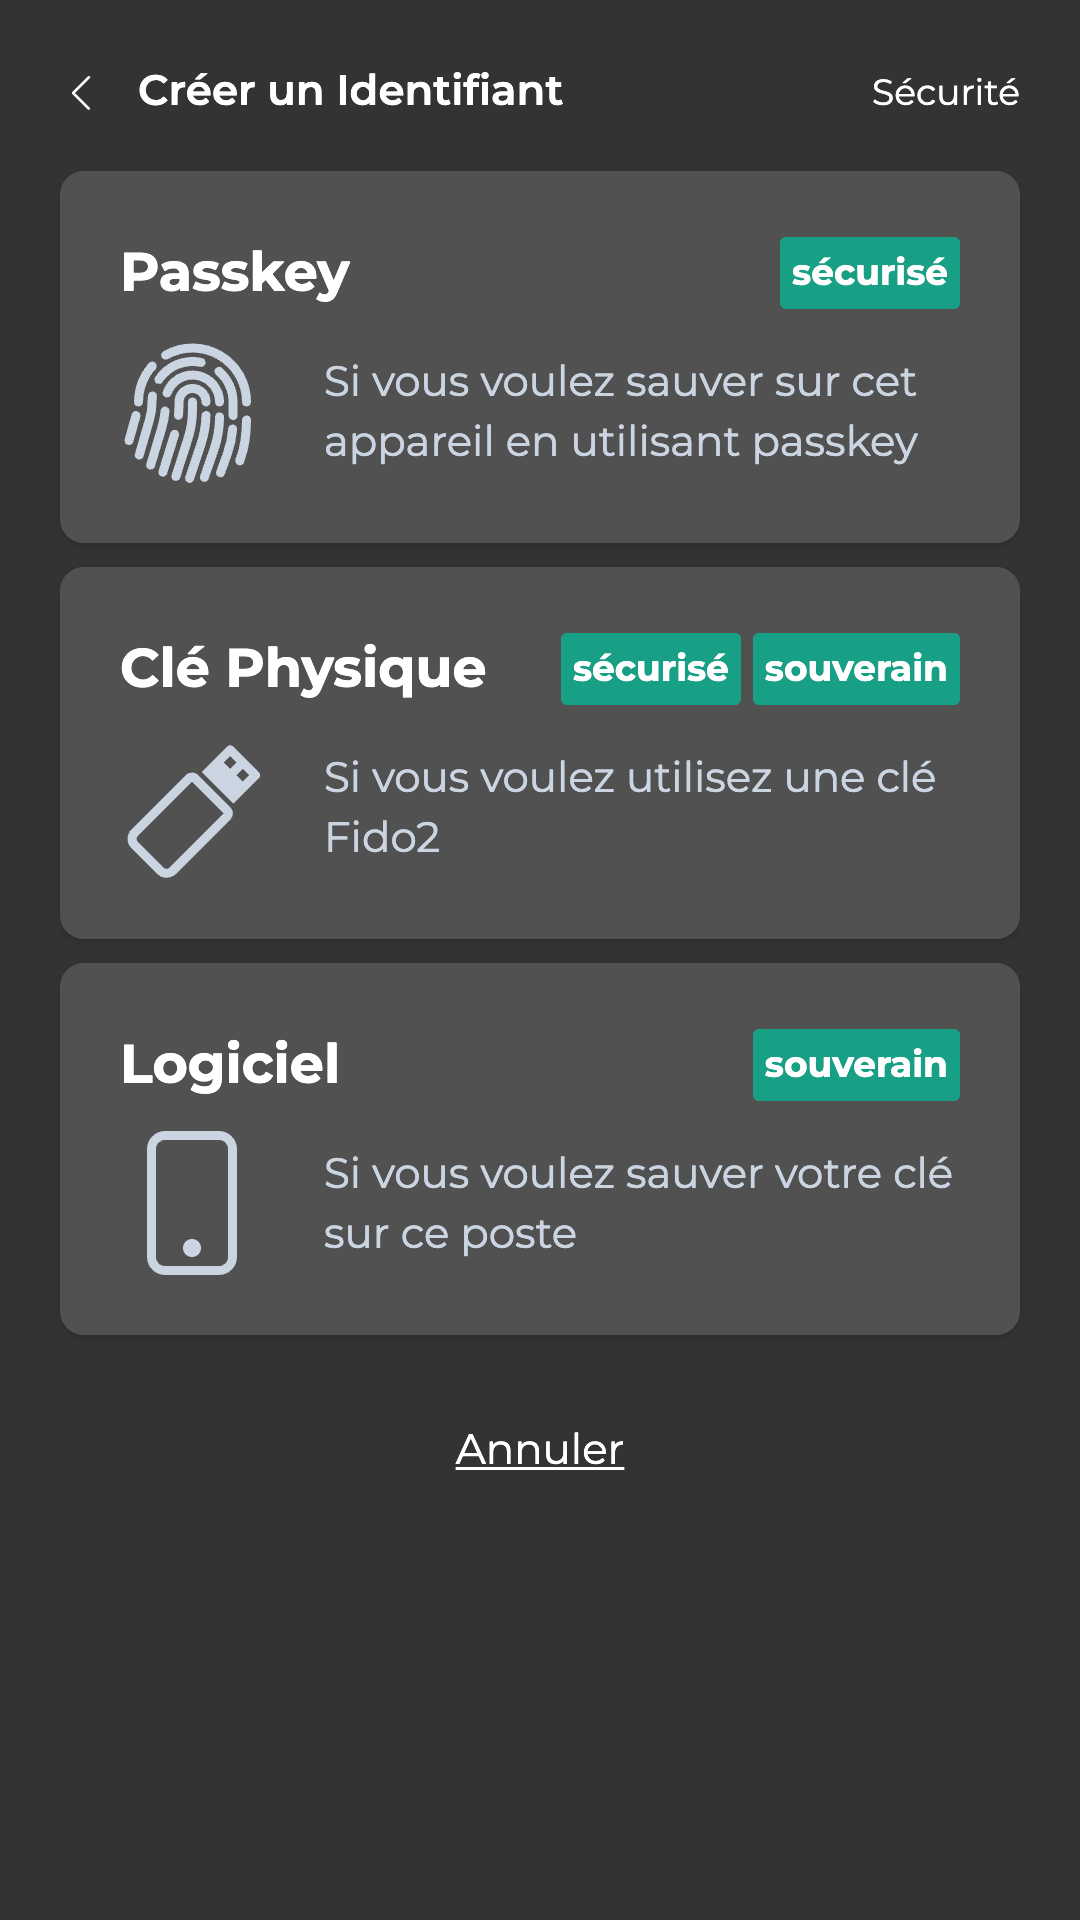 Créer un Identifiant
Sécurité
Passkey
sécurisé
Si vous voulez sauver sur cet
appareil en utilisant passkey
Clé Physique
sécurisé
souverain
Si vous voulez utilisez une clé
Fido2
Logiciel
souverain
Si vous voulez sauver votre clé
sur ce poste
Annuler